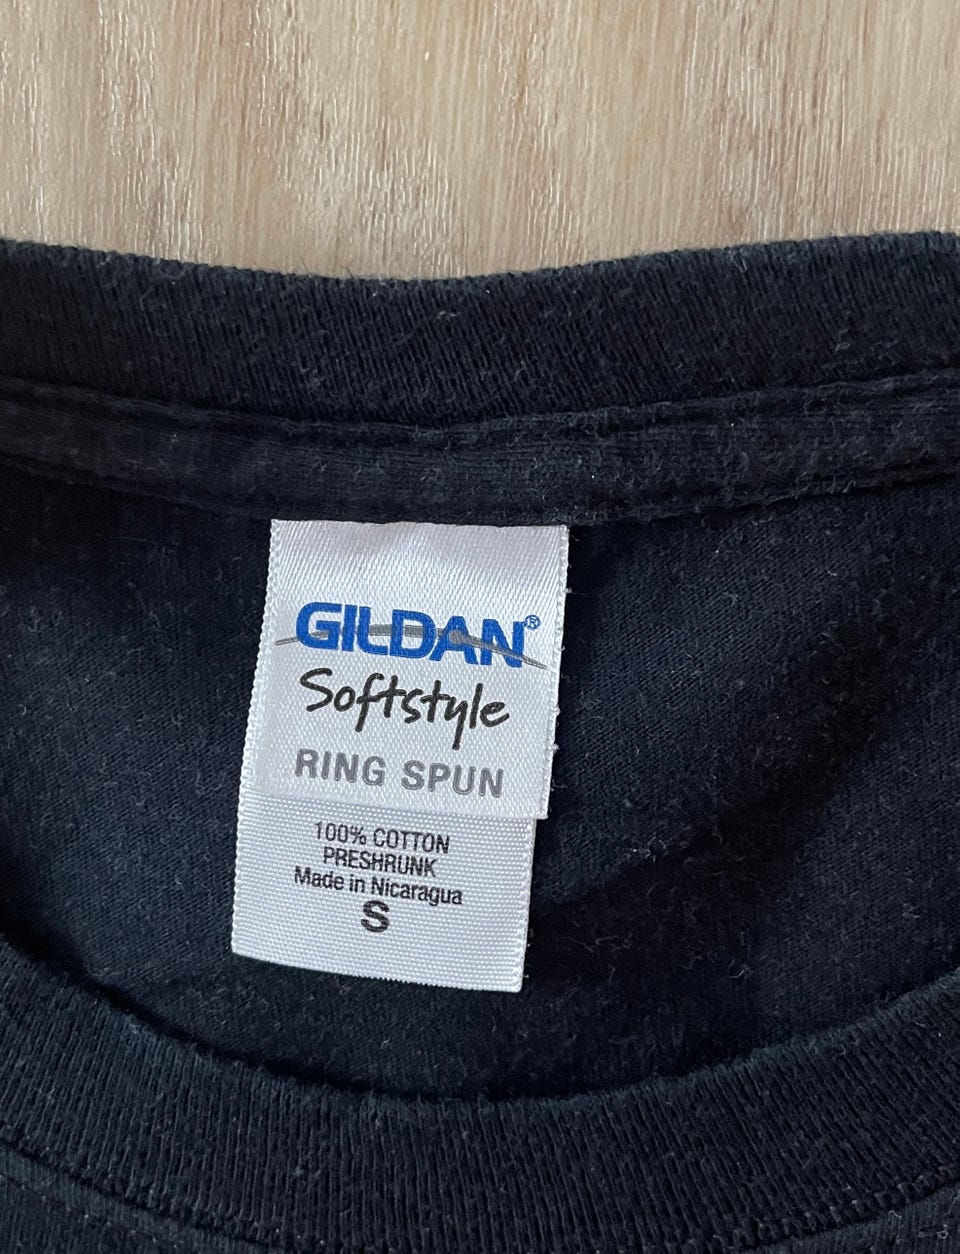 GILDAN®
Softstyle
RING SPUN
100% COTTON
PRESHRUNK
Made in Nicaragua
S